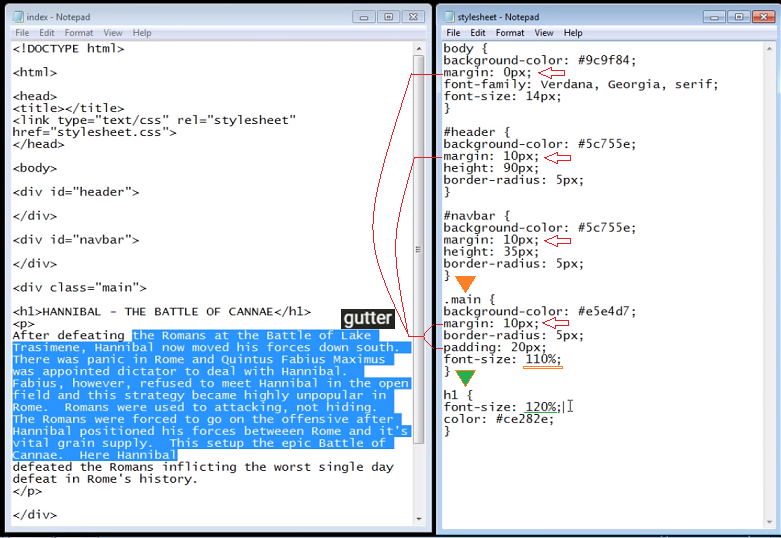 index - Notepad
File Edit Format View Help
<!DOCTYPE html>
<html>
<head>
<title></title>
<link type="text/css" rel="stylesheet"
href="stylesheet.css">
</head>
<body>
<div id="header">
</div>
<div id="navbar">
</div>
<div class="main">
<h1>HANNIBAL - THE BATTLE OF CANNAE</h1>
<p>
After defeating the Romans at the Battle of Lake
Trasimene, Hannibal now moved his forces down south.
There was panic in Rome and Quintus Fabius Maximus
was appointed dictator to deal with Hannibal.
Fabius, however, refused to meet Hannibal in the open
field and this strategy became highly unpopular in
Rome.  Romans were used to attacking, not hiding.
The Romans were forced to go on the offensive after
Hannibal positioned his forces betweeen Rome and it's
vital grain supply.  This setup the epic Battle of
Cannae.  Here Hannibal
defeated the Romans inflicting the worst single day
defeat in Rome's history.
</p>
</div>
gutter
stylesheet - Notepad
File Edit Format View Help
body {
background-color: #9c9f84;
margin: 0px;
font-family: Verdana, Georgia, serif;
font-size: 14px;
}
#header {
background-color: #5c755e;
margin: 10px;
height: 90px;
border-radius: 5px;
}
#navbar {
background-color: #5c755e;
margin: 10px;
height: 35px;
border-radius: 5px;
}
.main {
background-color: #e5e4d7;
margin: 10px;
border-radius: 5px;
padding: 20px;
font-size: 110%;
}
h1 {
font-size: 120%;
color: #ce282e;
}